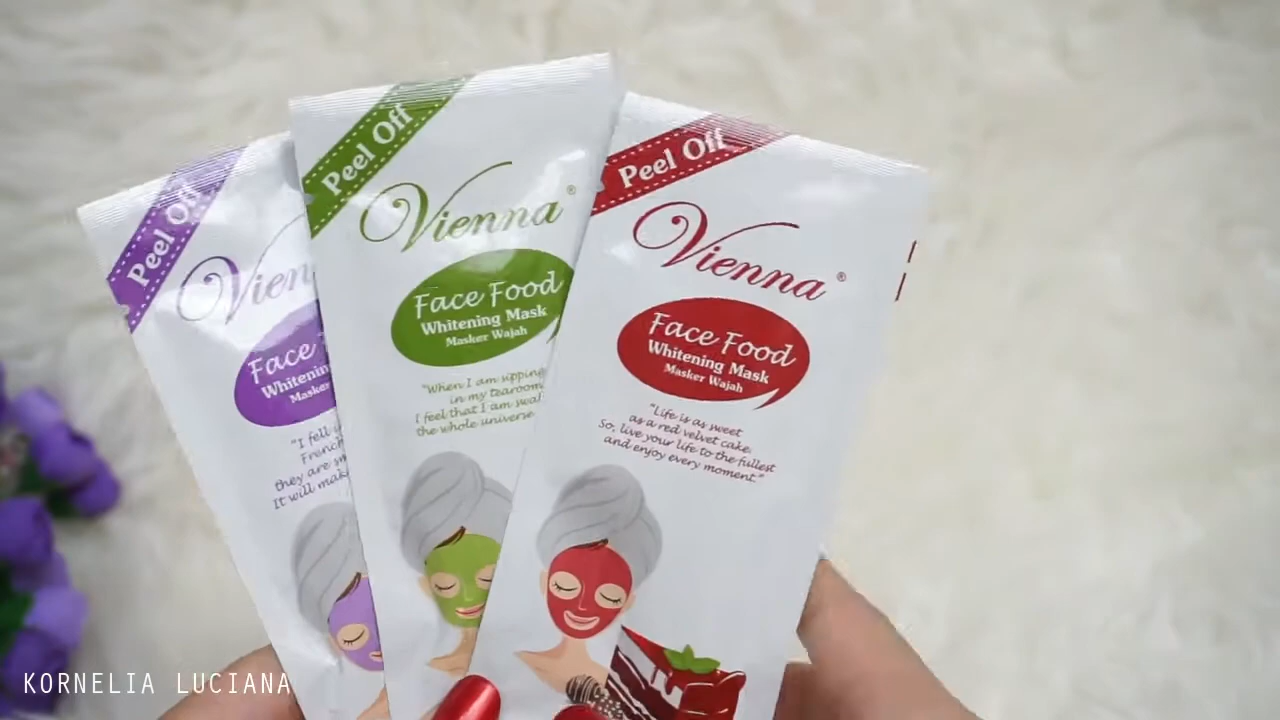 Peel Off
Vien
Face
Whitenin
Masker
"I fell i
French
they are sm
It will mak
Peel Off
Vienna®
Face Food
Whitening Mask
Masker Wajah
"When I am sipping
in my tearoom
I feel that I am swal
the whole universe
Peel Off
Vienna®
Face Food
Whitening Mask
Masker Wajah
"Life is as sweet
as a red velvet cake.
So, live your life to the fullest
and enjoy every moment."
KORNELIA LUCIANA